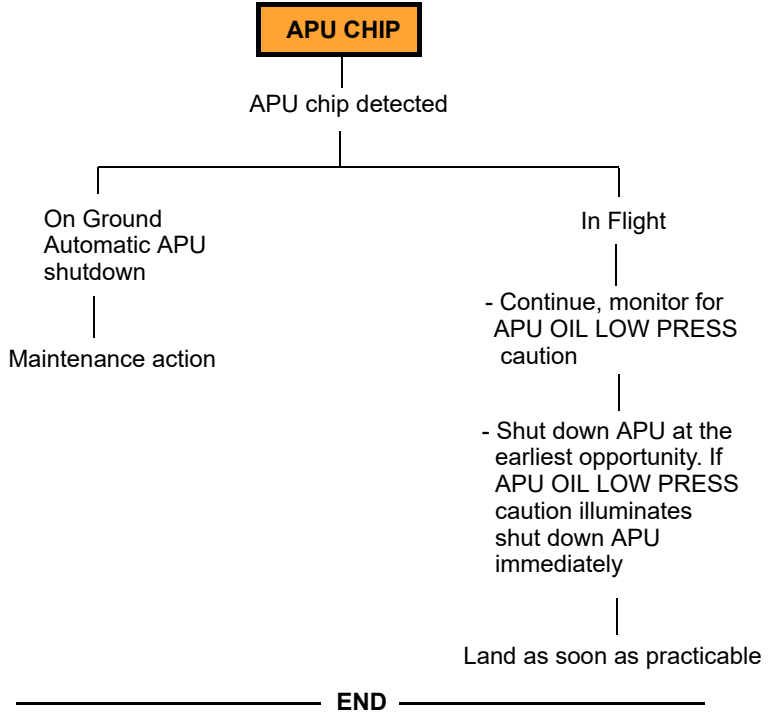 APU CHIP
APU chip detected
On Ground
Automatic APU
shutdown
Maintenance action
In Flight
- Continue, monitor for
APU OIL LOW PRESS
caution
- Shut down APU at the
earliest opportunity. If
APU OIL LOW PRESS
caution illuminates
shut down APU
immediately
Land as soon as practicable
END